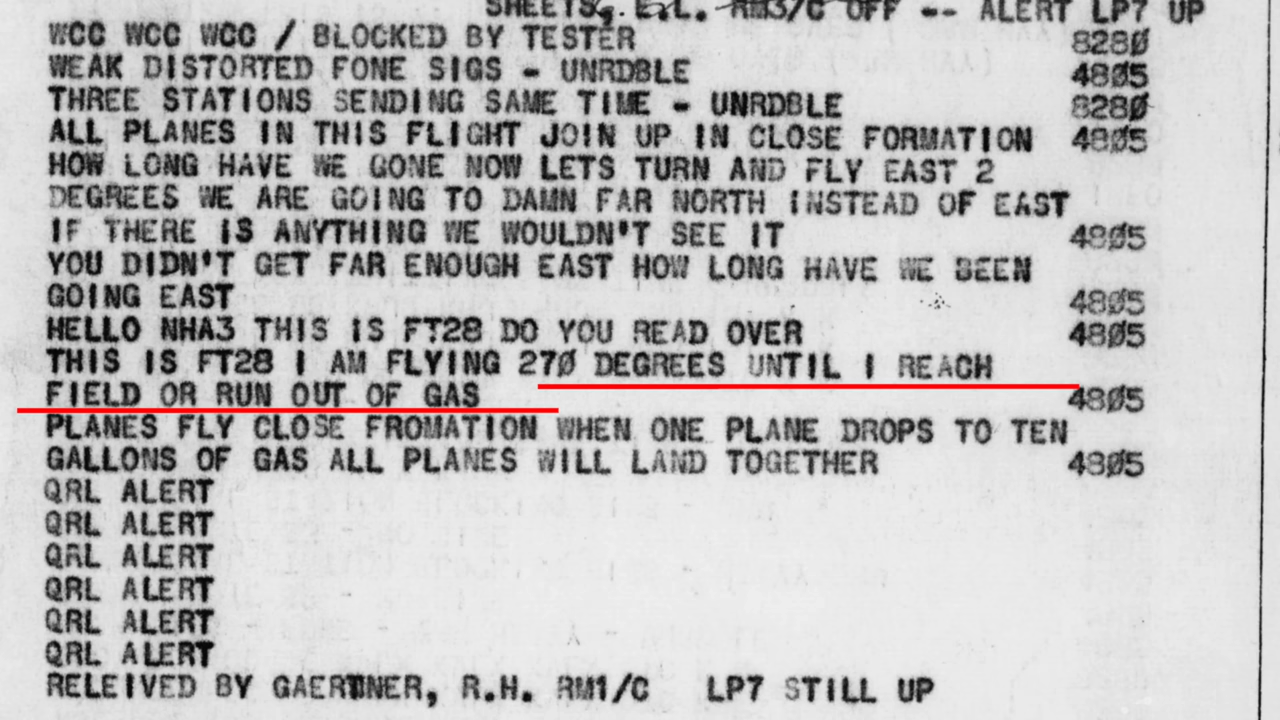 SHEETS, E.L. RM3/C OFF -- ALERT LP7 UP
WCC WCC WCC / BLOCKED BY TESTER 828Ø
WEAK DISTORTED FONE SIGS - UNRDBLE 48Ø5
THREE STATIONS SENDING SAME TIME - UNRDBLE 828Ø
ALL PLANES IN THIS FLIGHT JOIN UP IN CLOSE FORMATION 48Ø5
HOW LONG HAVE WE GONE NOW LETS TURN AND FLY EAST 2
DEGREES WE ARE GOING TO DAMN FAR NORTH INSTEAD OF EAST
IF THERE IS ANYTHING WE WOULDN'T SEE IT 48Ø5
YOU DIDN'T GET FAR ENOUGH EAST HOW LONG HAVE WE BEEN
GOING EAST 48Ø5
HELLO NHA3 THIS IS FT28 DO YOU READ OVER 48Ø5
THIS IS FT28 I AM FLYING 27Ø DEGREES UNTIL I REACH
FIELD OR RUN OUT OF GAS 48Ø5
PLANES FLY CLOSE FROMATION WHEN ONE PLANE DROPS TO TEN
GALLONS OF GAS ALL PLANES WILL LAND TOGETHER 48Ø5
QRL ALERT
QRL ALERT
QRL ALERT
QRL ALERT
QRL ALERT
QRL ALERT
RELEIVED BY GAERTNER, R.H. RM1/C LP7 STILL UP